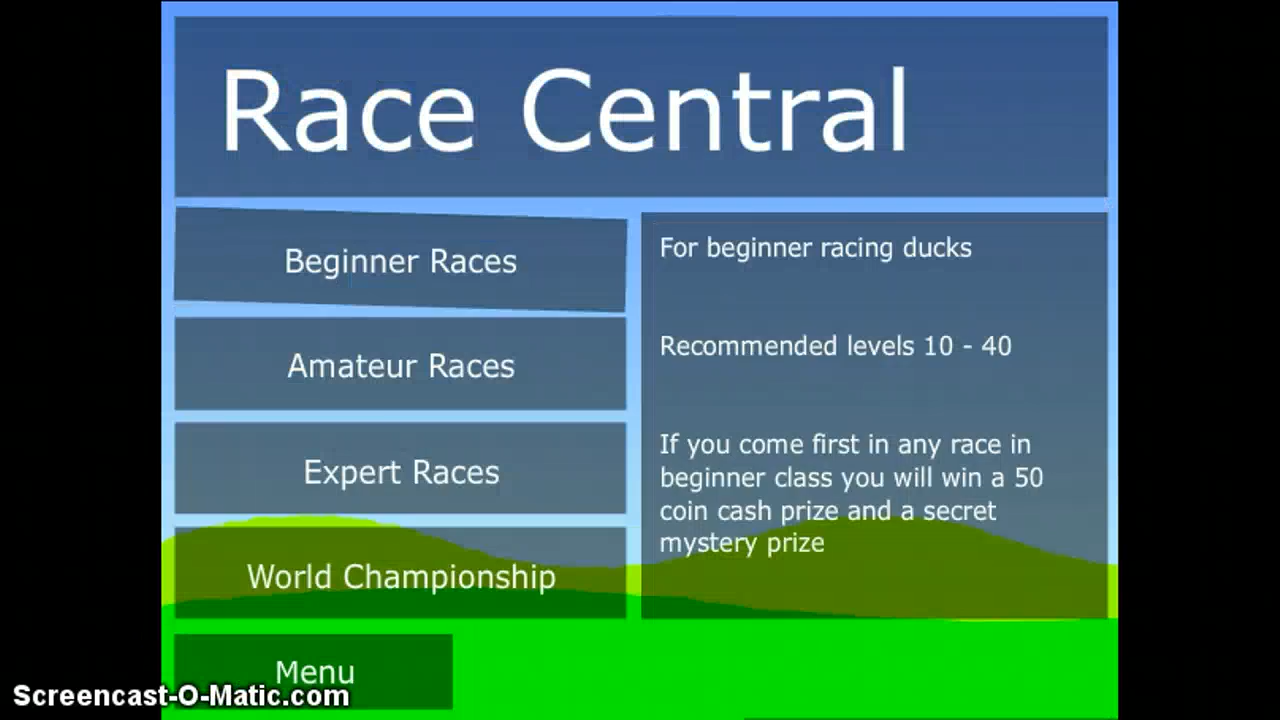 Race Central
Beginner Races
Amateur Races
Expert Races
World Championship
Menu
For beginner racing ducks
Recommended levels 10 - 40
If you come first in any race in
beginner class you will win a 50
coin cash prize and a secret
mystery prize
Screencast-O-Matic.com